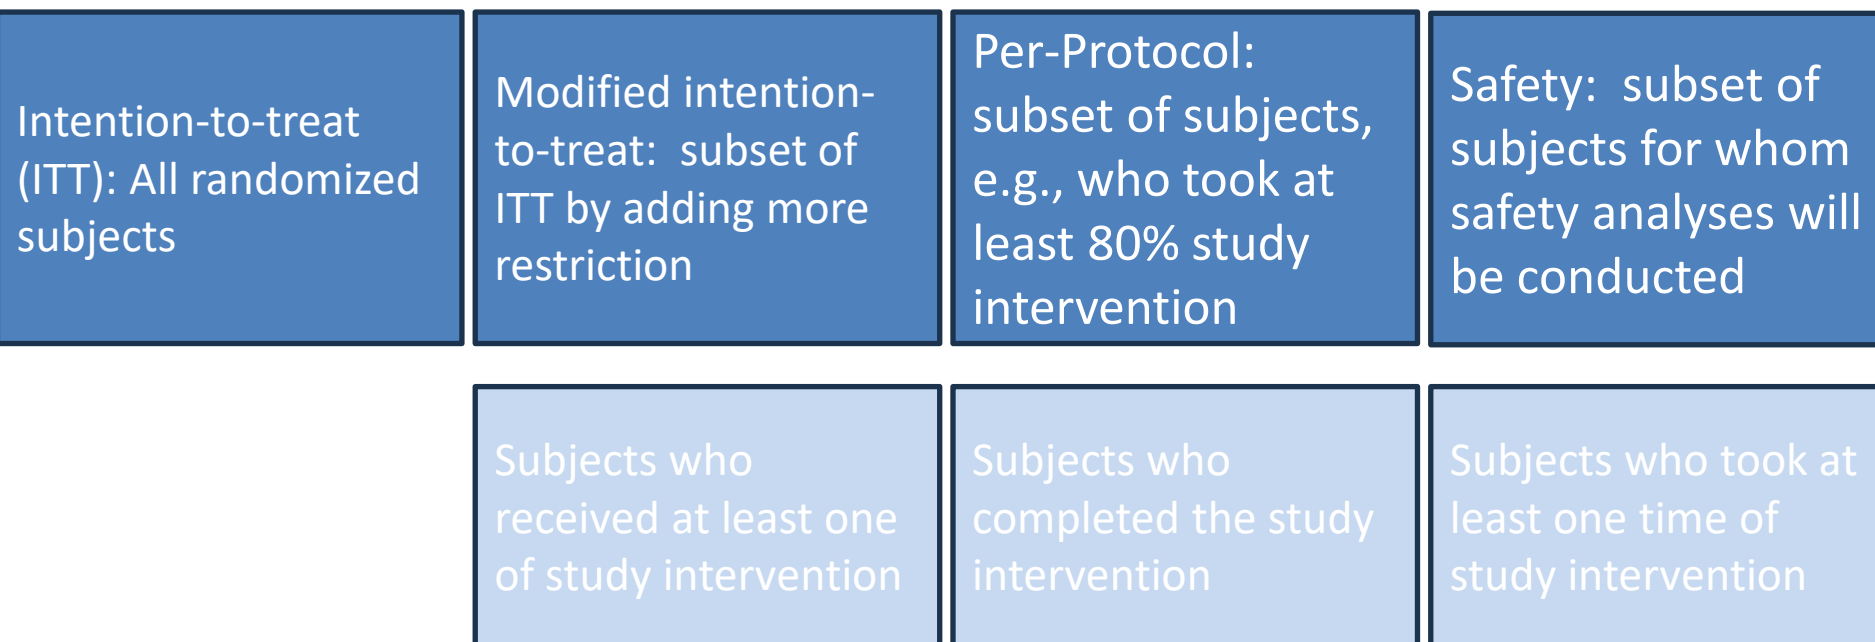 Intention-to-treat
(ITT): All randomized
subjects
Modified intention-
to-treat:  subset of
ITT by adding more
restriction
Per-Protocol:
subset of subjects,
e.g., who took at
least 80% study
intervention
Safety:  subset of
subjects for whom
safety analyses will
be conducted
Subjects who
received at least one
of study intervention
Subjects who
completed the study
intervention
Subjects who took at
least one time of
study intervention